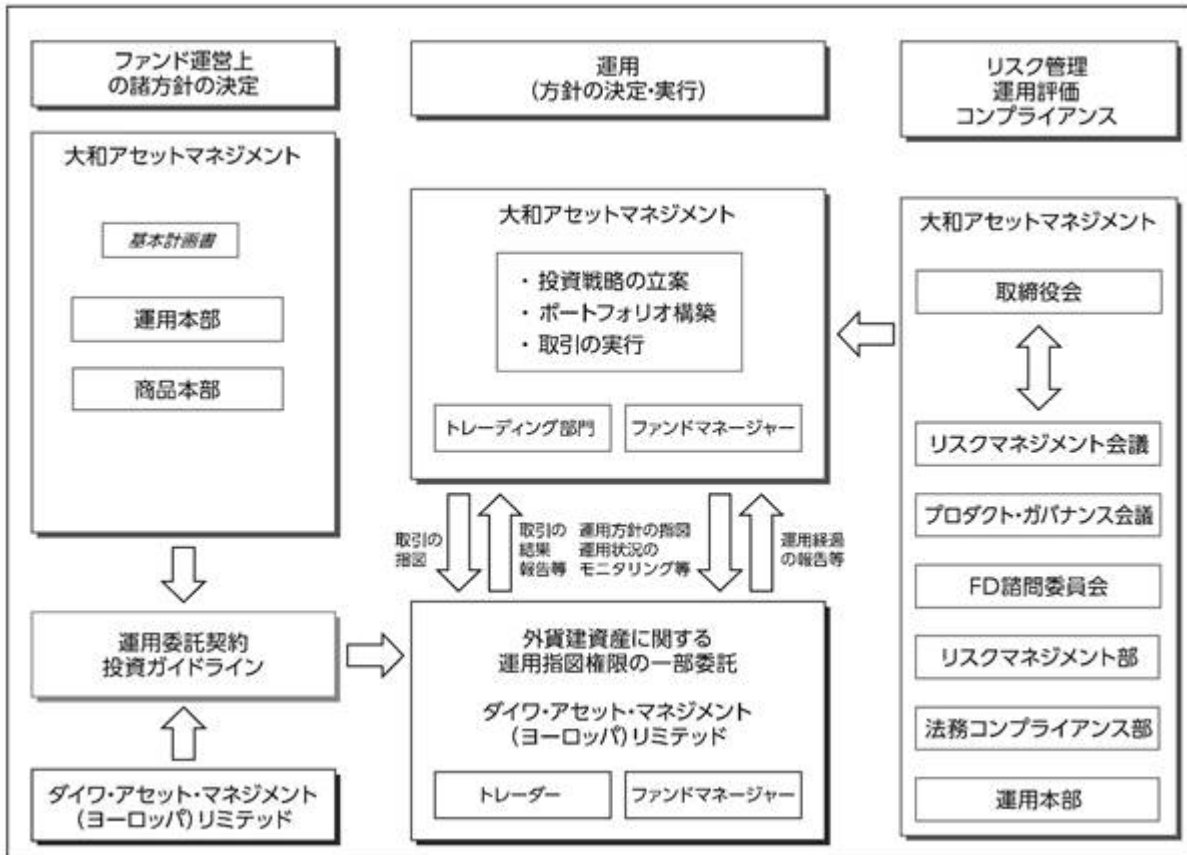 ファンド運営上
の諸方針の決定
大和アセットマネジメント
基本計画書
運用本部
商品本部
運用委託契約
投資ガイドライン
ダイワ・アセット・マネジメント
(ヨーロッパ)リミテッド
運用
(方針の決定・実行)
大和アセットマネジメント
・ 投資戦略の立案
・ ポートフォリオ構築
・ 取引の実行
トレーディング部門
ファンドマネージャー
取引の
指図
取引の
結果
報告等
運用方針の指図
運用状況の
モニタリング等
運用経過
の報告等
外貨建資産に関する
運用指図権限の一部委託
ダイワ・アセット・マネジメント
(ヨーロッパ)リミテッド
トレーダー
ファンドマネージャー
リスク管理
運用評価
コンプライアンス
大和アセットマネジメント
取締役会
リスクマネジメント会議
プロダクト・ガバナンス会議
FD諮問委員会
リスクマネジメント部
法務コンプライアンス部
運用本部